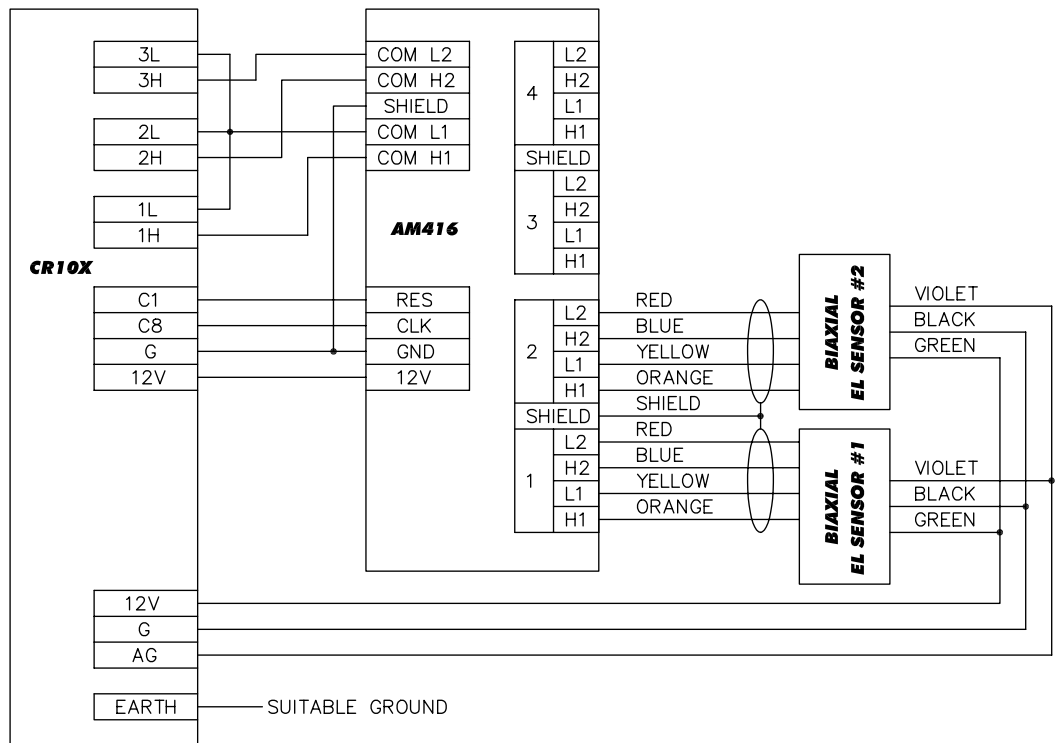 3L
3H
2L
2H
1L
1H
CR10X
C1
C8
G
12V
12V
G
AG
EARTH
SUITABLE GROUND
COM L2
COM H2
SHIELD
COM L1
COM H1
AM416
RES
CLK
GND
12V
4
L2
H2
L1
H1
SHIELD
3
L2
H2
L1
H1
2
L2
H2
L1
H1
SHIELD
1
L2
H2
L1
H1
RED
BLUE
YELLOW
ORANGE
SHIELD
RED
BLUE
YELLOW
ORANGE
BIAXIAL
EL SENSOR #2
VIOLET
BLACK
GREEN
BIAXIAL
EL SENSOR #1
VIOLET
BLACK
GREEN